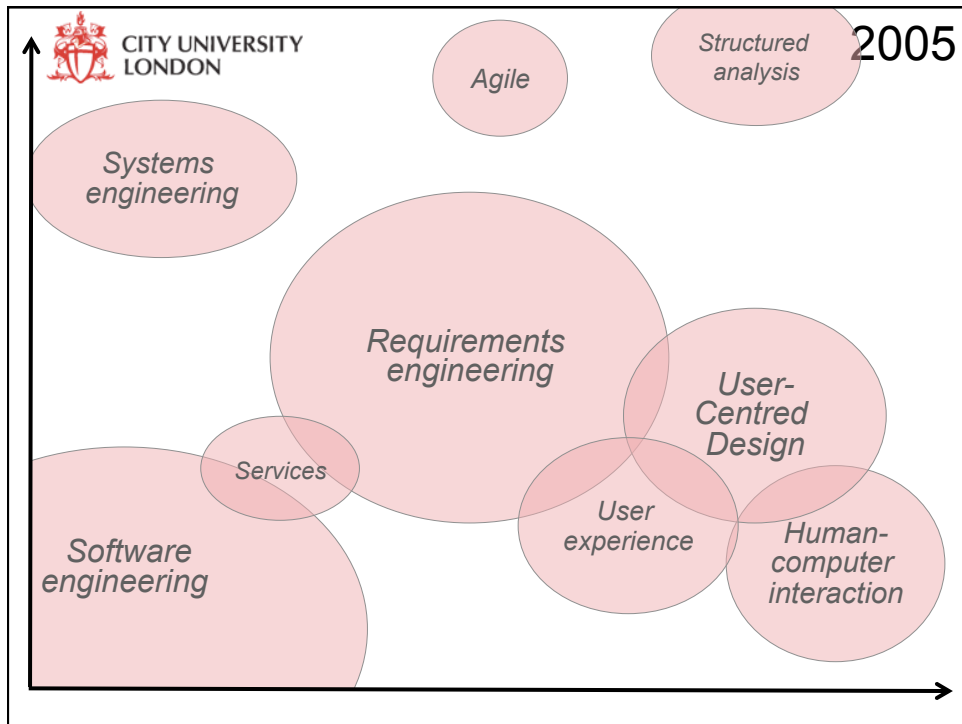 CITY UNIVERSITY
LONDON
2005
Structured
analysis
Agile
Systems
engineering
Requirements
engineering
User-
Centred
Design
Services
User
experience
Software
engineering
Human-
computer
interaction